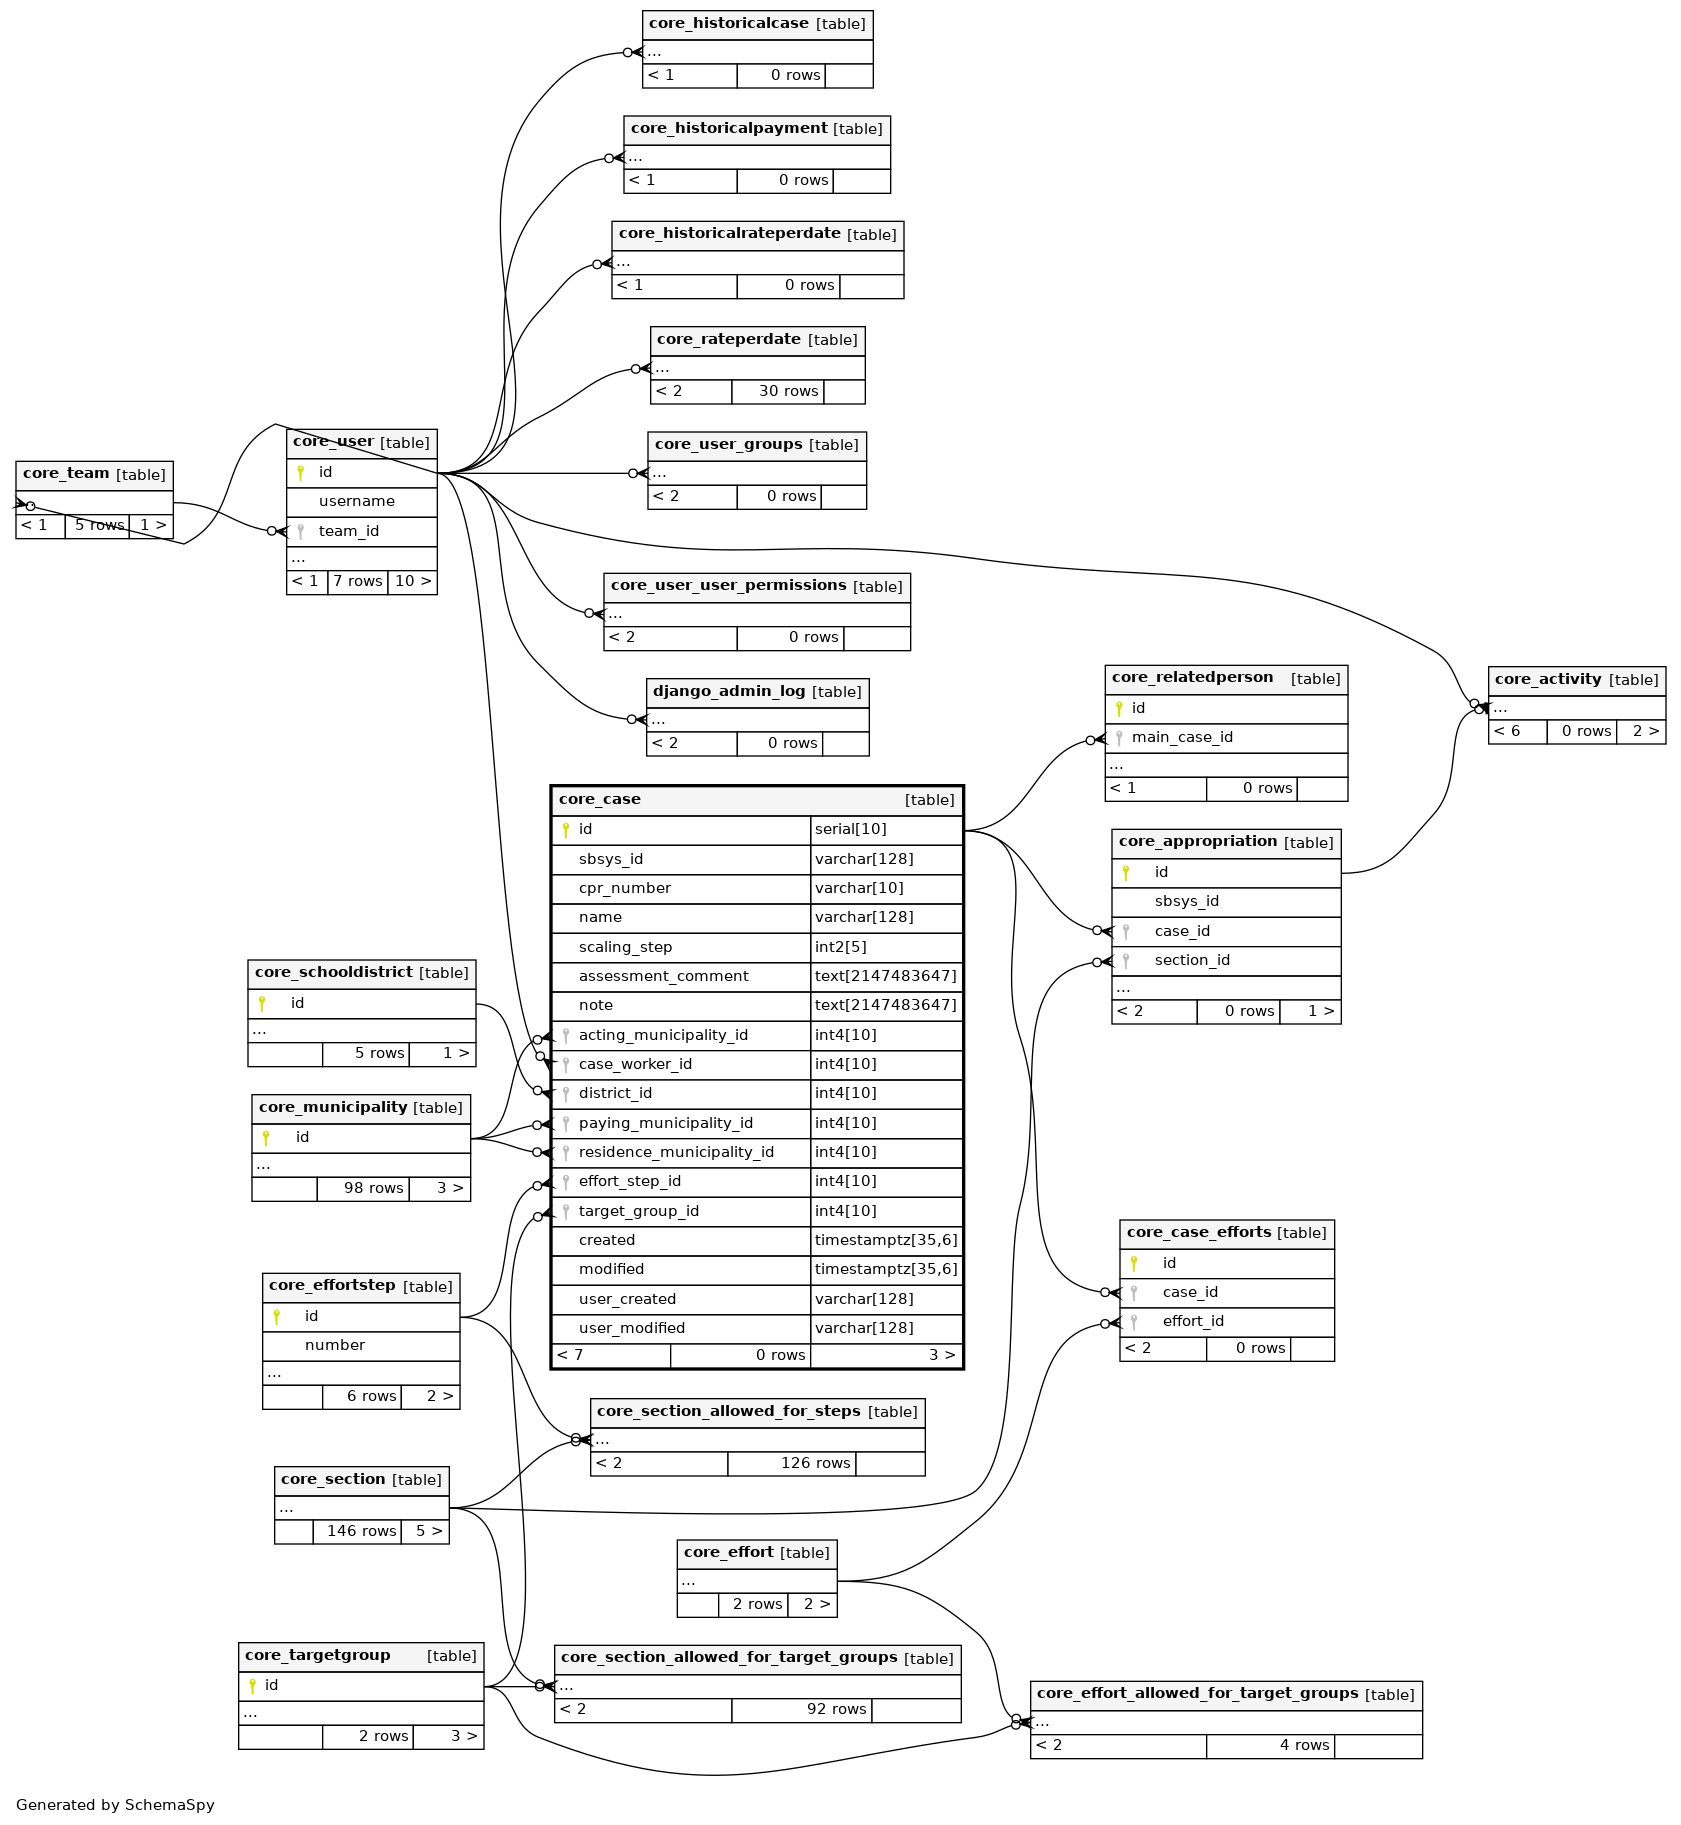 core_historicalcase [table]
...
< 1 0 rows
core_historicalpayment [table]
...
< 1 0 rows
core_historicalrateperdate [table]
...
< 1 0 rows
core_rateperdate [table]
...
< 2 30 rows
core_user_groups [table]
...
< 2 0 rows
core_team [table]
...
< 1 5 rows 1 >
core_user [table]
id
username
team_id
...
< 1 7 rows 10 >
core_user_user_permissions [table]
...
< 2 0 rows
django_admin_log [table]
...
< 2 0 rows
core_relatedperson [table]
id
main_case_id
...
< 1 0 rows
core_activity [table]
...
< 6 0 rows 2 >
core_case [table]
id serial[10]
sbsys_id varchar[128]
cpr_number varchar[10]
name varchar[128]
scaling_step int2[5]
assessment_comment text[2147483647]
note text[2147483647]
acting_municipality_id int4[10]
case_worker_id int4[10]
district_id int4[10]
paying_municipality_id int4[10]
residence_municipality_id int4[10]
effort_step_id int4[10]
target_group_id int4[10]
created timestamptz[35,6]
modified timestamptz[35,6]
user_created varchar[128]
user_modified varchar[128]
< 7 0 rows 3 >
core_appropriation [table]
id
sbsys_id
case_id
section_id
...
< 2 0 rows 1 >
core_schooldistrict [table]
id
...
5 rows 1 >
core_municipality [table]
id
...
98 rows 3 >
core_case_efforts [table]
id
case_id
effort_id
< 2 0 rows
core_effortstep [table]
id
number
...
6 rows 2 >
core_section_allowed_for_steps [table]
...
< 2 126 rows
core_section [table]
...
146 rows 5 >
core_effort [table]
...
2 rows 2 >
core_targetgroup [table]
id
...
2 rows 3 >
core_section_allowed_for_target_groups [table]
...
< 2 92 rows
core_effort_allowed_for_target_groups [table]
...
< 2 4 rows
Generated by SchemaSpy